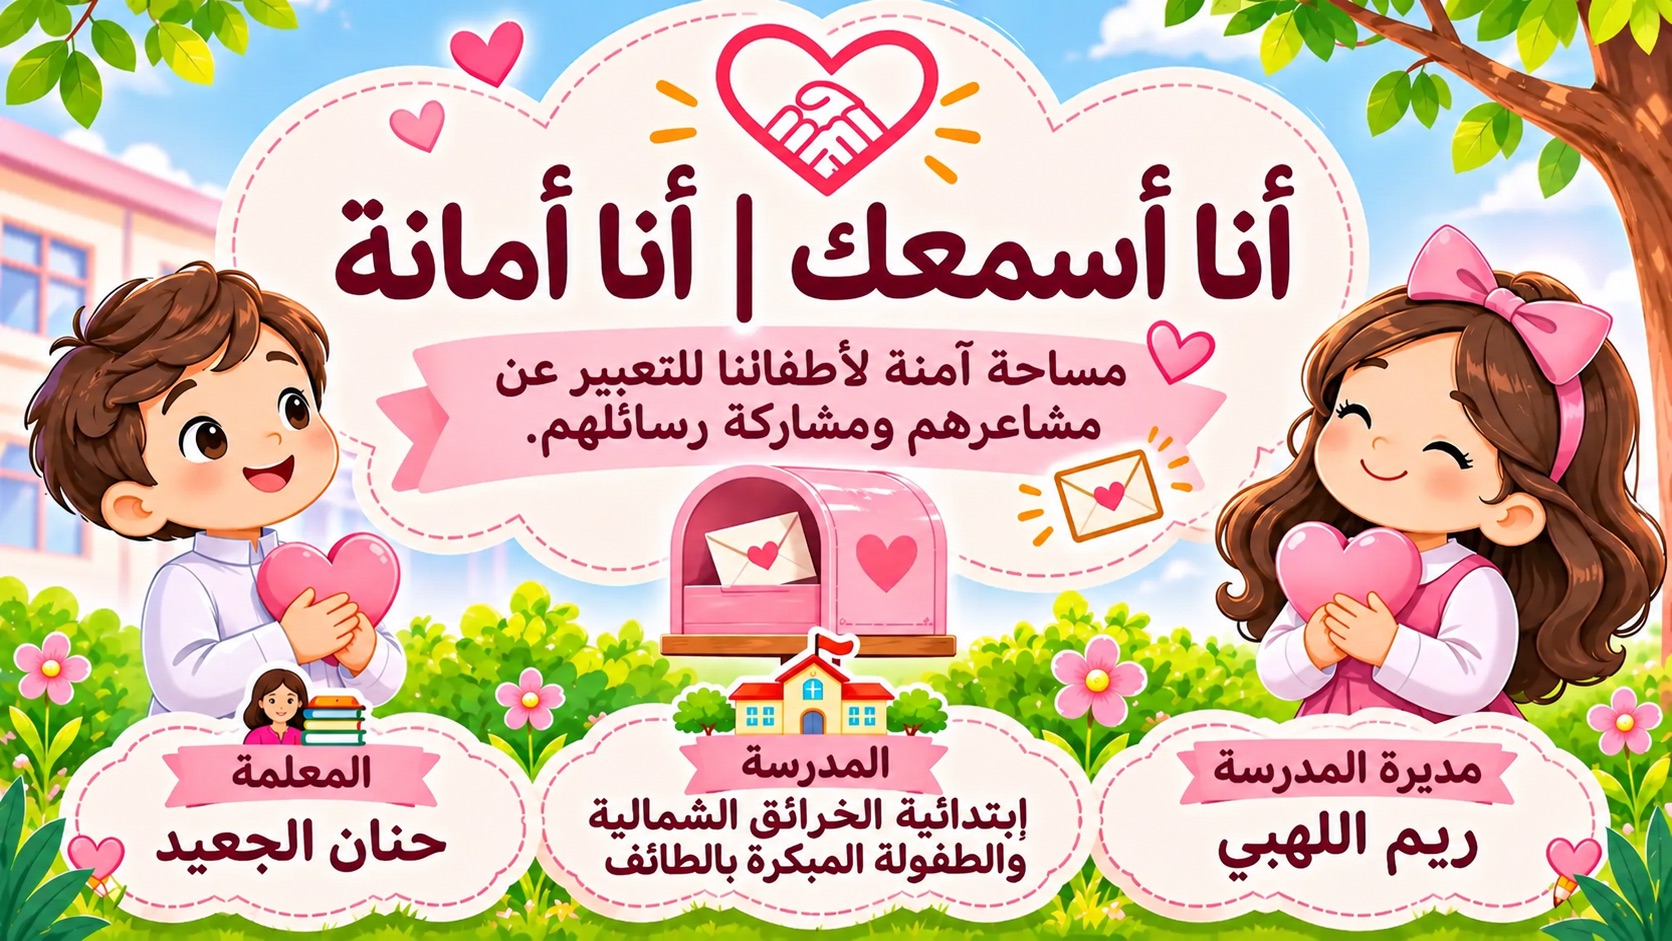 أنا أسمعك | أنا أمانة
مساحة آمنة لأطفالنا للتعبير عن
مشاعرهم ومشاركة رسائلهم.
مديرة المدرسة
ريم اللهبي
المدرسة
إبتدائية الخرائق الشمالية
والطفولة المبكرة بالطائف
المعلمة
حنان الجعيد